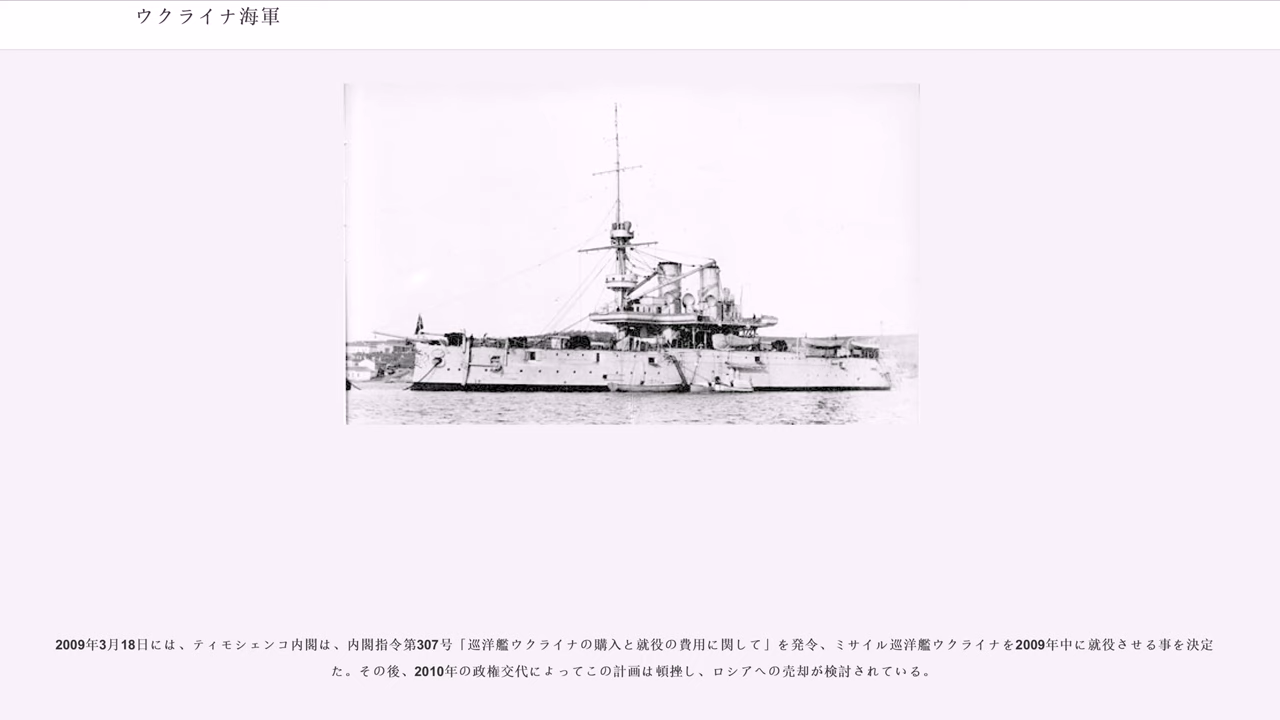 ウクライナ海軍
2009年3月18日には、ティモシェンコ内閣は、内閣指令第307号「巡洋艦ウクライナの購入と就役の費用に関して」を発令、ミサイル巡洋艦ウクライナを2009年中に就役させる事を決定
た。その後、2010年の政権交代によってこの計画は頓挫し、ロシアへの売却が検討されている。